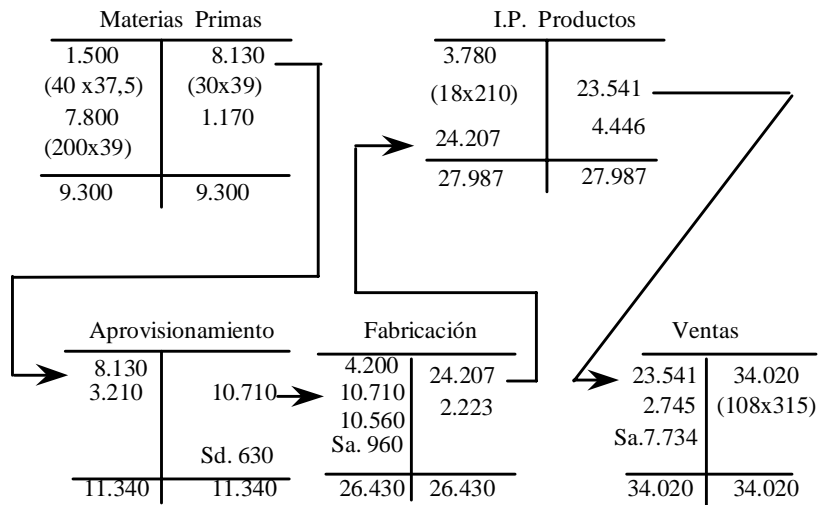 Materias Primas
1.500 8.130
(40 x37,5) (30x39)
7.800 1.170
(200x39)
9.300 9.300
I.P. Productos
3.780
(18x210) 23.541
4.446
24.207
27.987 27.987
Aprovisionamiento
8.130
3.210 10.710
Sd. 630
11.340 11.340
Fabricación
4.200 24.207
10.710 2.223
10.560
Sa. 960
26.430 26.430
Ventas
23.541 34.020
2.745 (108x315)
Sa.7.734
34.020 34.020